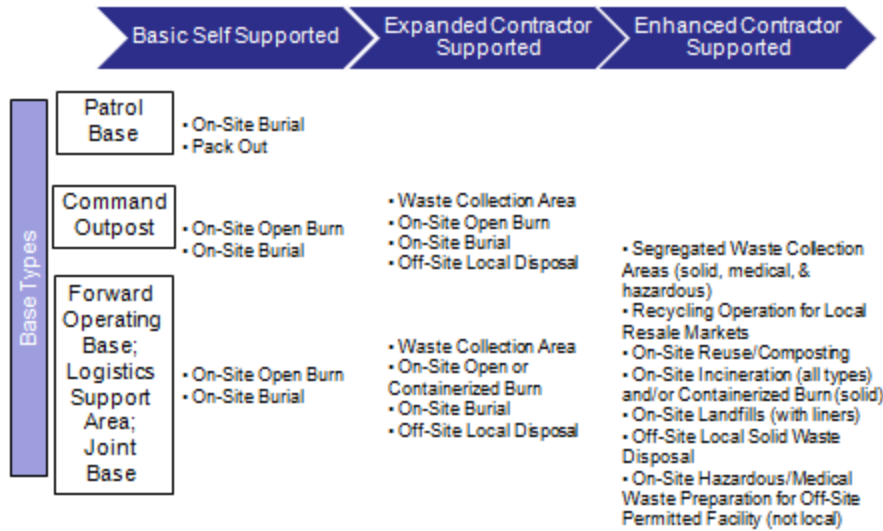 Basic Self Supported
Expanded Contractor
Supported
Enhanced Contractor
Supported
Base Types
Patrol
Base
• On-Site Burial
• Pack Out
Command
Outpost
• On-Site Open Burn
• On-Site Burial
• Waste Collection Area
• On-Site Open Burn
• On-Site Burial
• Off-Site Local Disposal
Forward
Operating
Base;
Logistics
Support
Area;
Joint
Base
• On-Site Open Burn
• On-Site Burial
• Waste Collection Area
• On-Site Open or
Containerized Burn
• On-Site Burial
• Off-Site Local Disposal
• Segregated Waste Collection
Areas (solid, medical, &
hazardous)
• Recycling Operation for Local
Resale Markets
• On-Site Reuse/Composting
• On-Site Incineration (all types)
and/or Containerized Burn (solid)
• On-Site Landfills (with liners)
• Off-Site Local Solid Waste
Disposal
• On-Site Hazardous/Medical
Waste Preparation for Off-Site
Permitted Facility (not local)